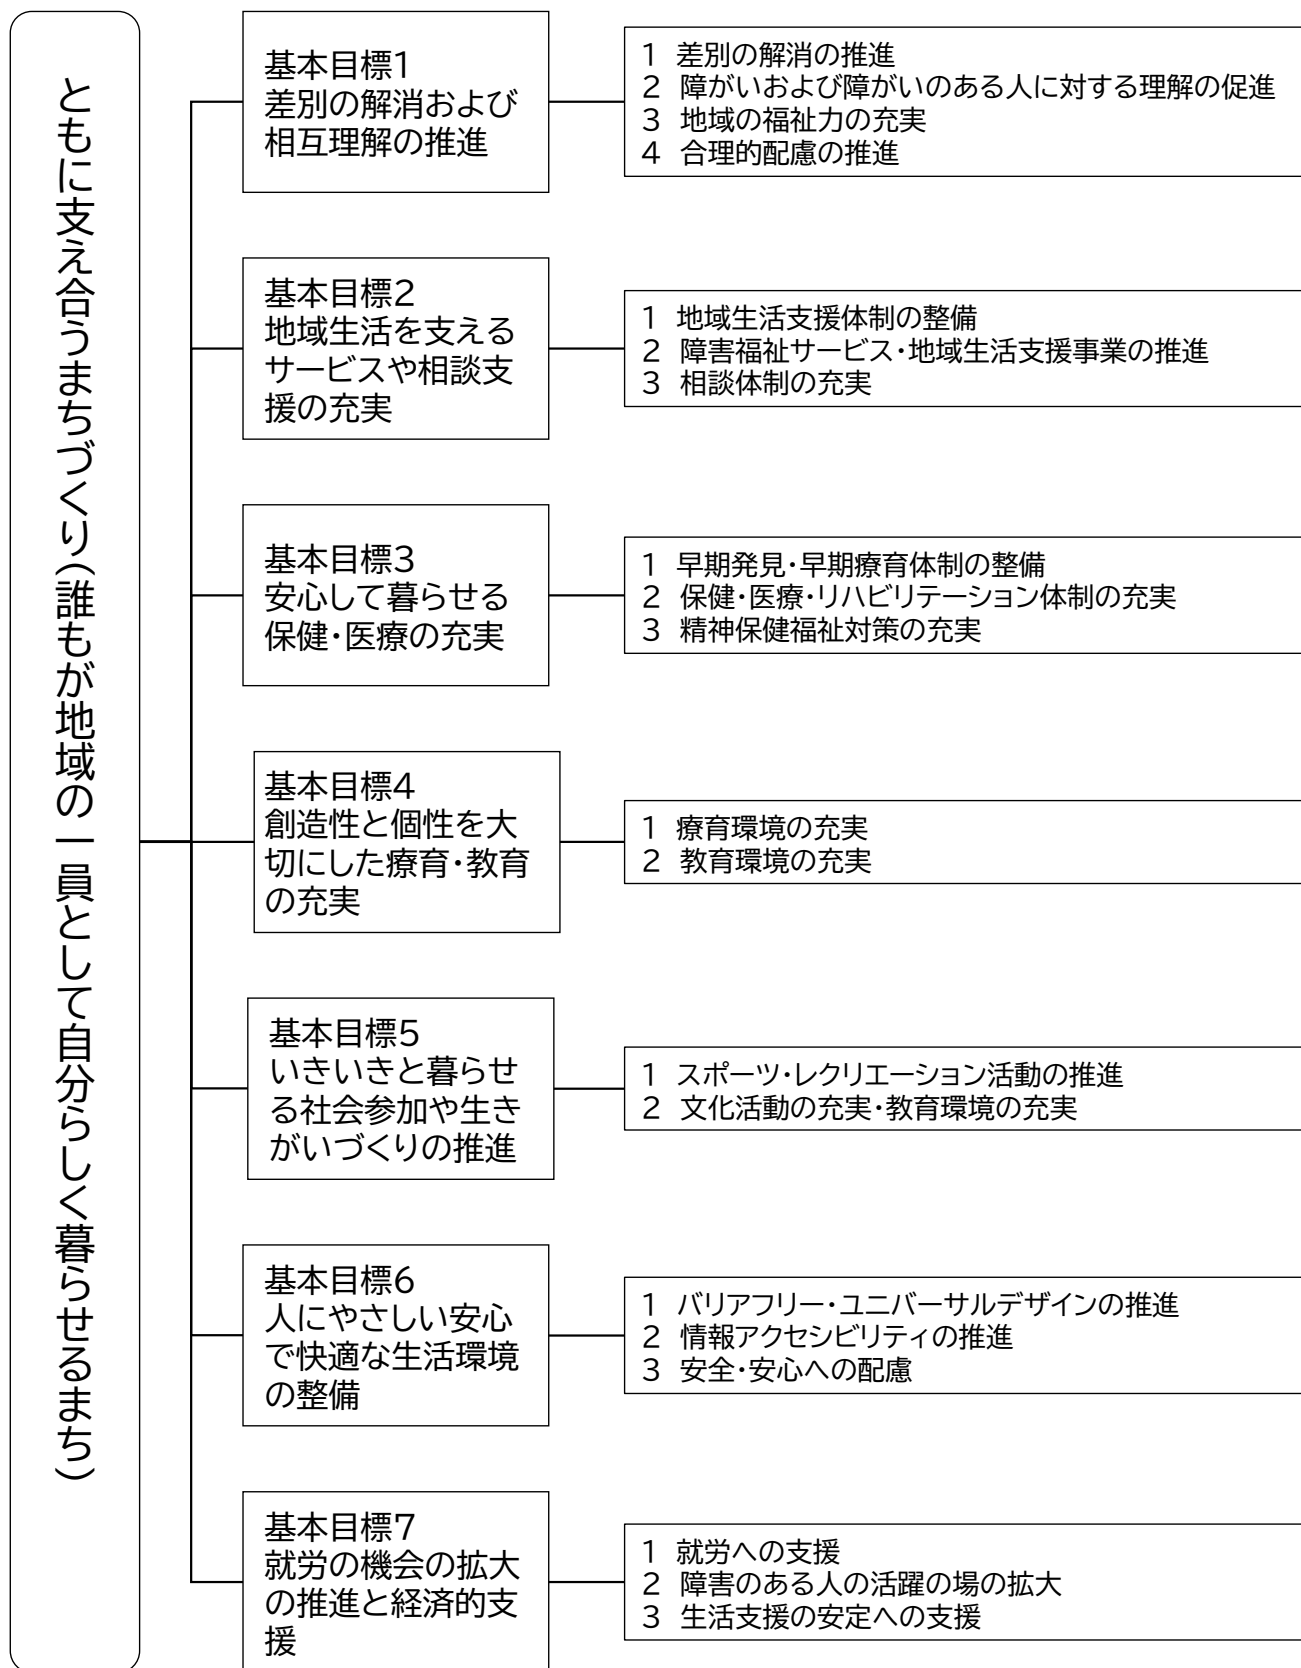 ともに支え合うまちづくり(誰もが地域の一員として自分らしく暮らせるまち)
基本目標1
差別の解消および
相互理解の推進
1 差別の解消の推進
2 障がいおよび障がいのある人に対する理解の促進
3 地域の福祉力の充実
4 合理的配慮の推進
基本目標2
地域生活を支える
サービスや相談支
援の充実
1 地域生活支援体制の整備
2 障害福祉サービス・地域生活支援事業の推進
3 相談体制の充実
基本目標3
安心して暮らせる
保健・医療の充実
1 早期発見・早期療育体制の整備
2 保健・医療・リハビリテーション体制の充実
3 精神保健福祉対策の充実
基本目標4
創造性と個性を大
切にした療育・教育
の充実
1 療育環境の充実
2 教育環境の充実
基本目標5
いきいきと暮らせ
る社会参加や生き
がいづくりの推進
1 スポーツ・レクリエーション活動の推進
2 文化活動の充実・教育環境の充実
基本目標6
人にやさしい安心
で快適な生活環境
の整備
1 バリアフリー・ユニバーサルデザインの推進
2 情報アクセシビリティの推進
3 安全・安心への配慮
基本目標7
就労の機会の拡大
の推進と経済的支
援
1 就労への支援
2 障害のある人の活躍の場の拡大
3 生活支援の安定への支援